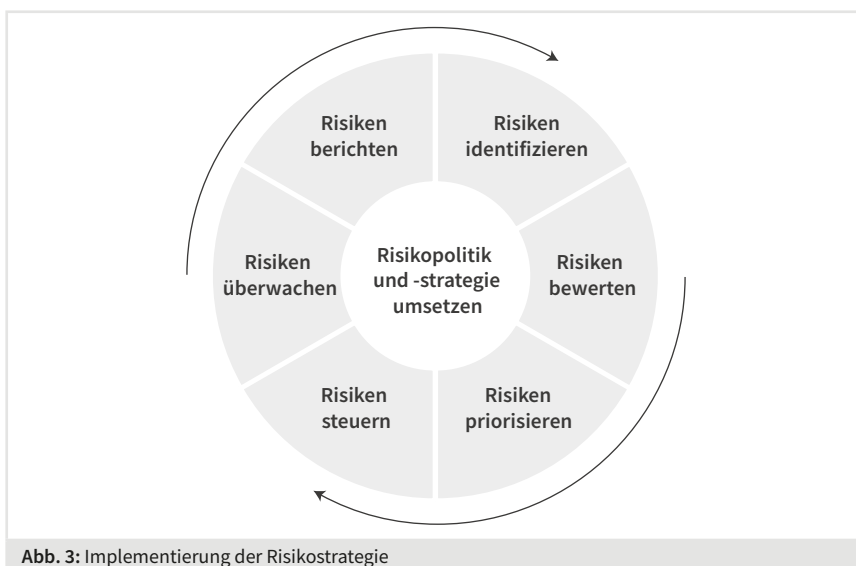 Risiken
identifizieren
Risiken
bewerten
Risiken
priorisieren
Risiken
steuern
Risiken
überwachen
Risiken
berichten
Risikopolitik
und -strategie
umsetzen
Abb. 3: Implementierung der Risikostrategie